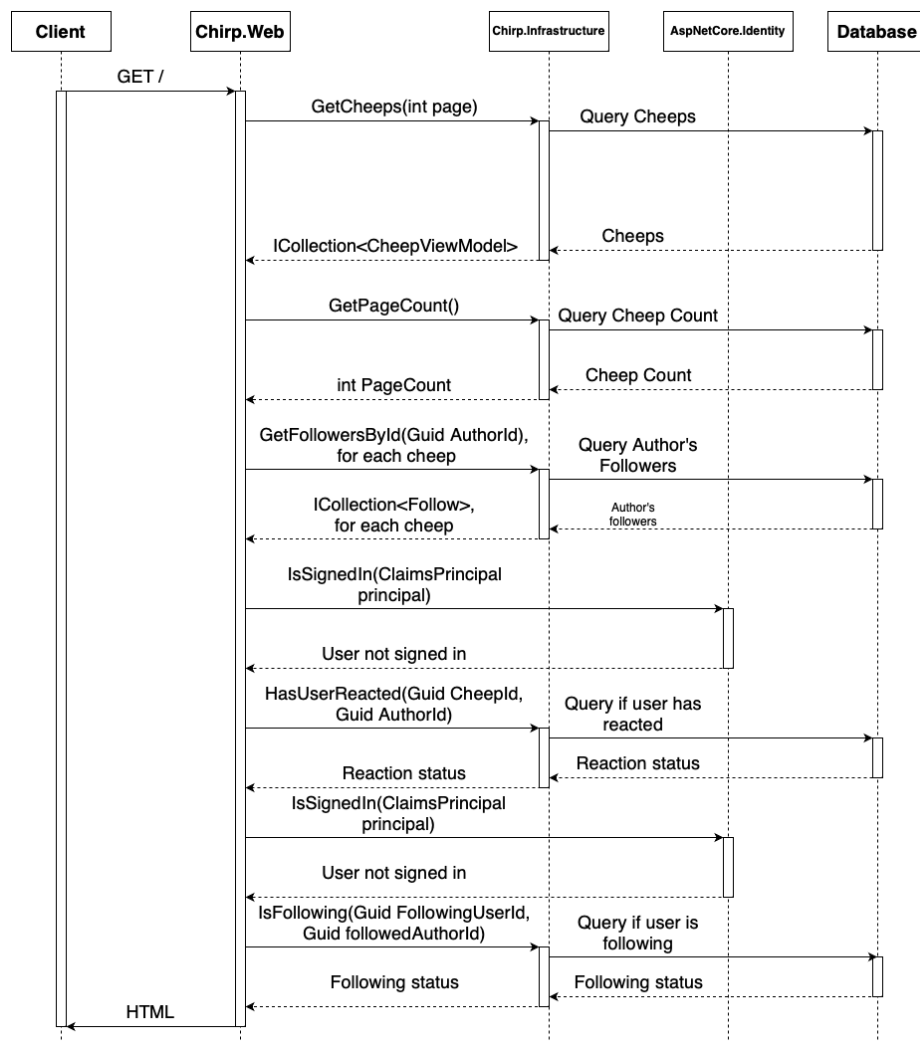 Client
Chirp.Web
Chirp.Infrastructure
AspNetCore.Identity
Database
GET /
GetCheeps(int page)
Query Cheeps
Cheeps
ICollection<CheepViewModel>
GetPageCount()
Query Cheep Count
Cheep Count
int PageCount
GetFollowersById(Guid AuthorId),
for each cheep
Query Author's
Followers
ICollection<Follow>,
for each cheep
Author's
followers
IsSignedIn(ClaimsPrincipal
principal)
User not signed in
HasUserReacted(Guid CheepId,
Guid AuthorId)
Query if user has
reacted
Reaction status
Reaction status
IsSignedIn(ClaimsPrincipal
principal)
User not signed in
IsFollowing(Guid FollowingUserId,
Guid followedAuthorId)
Query if user is
following
Following status
Following status
HTML